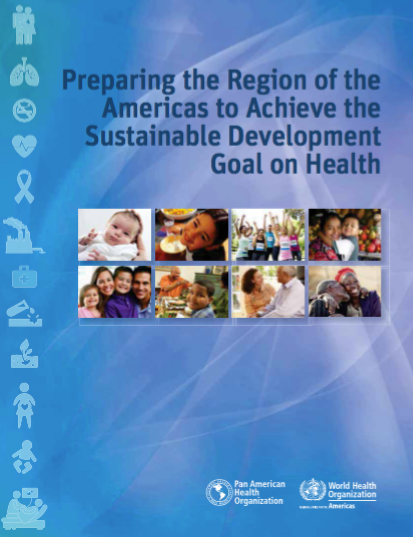 Preparing the Region of the
Americas to Achieve the
Sustainable Development
Goal on Health
Pan American
Health
Organization
World Health
Organization
Americas